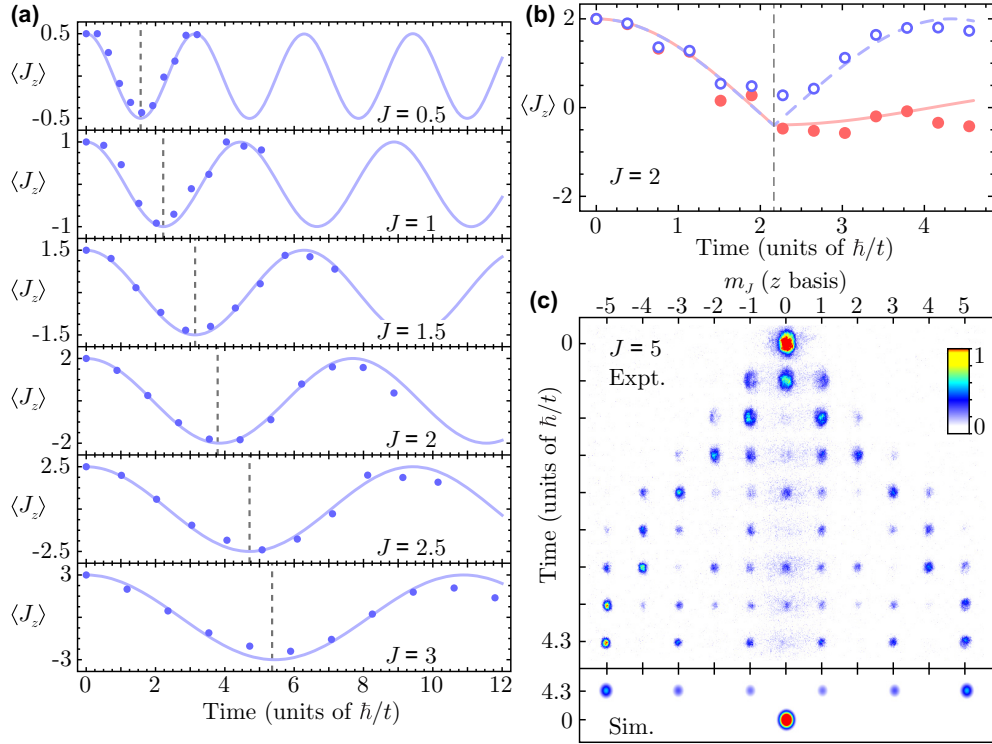 (a)
0.5
⟨J_z⟩
-0.5
J = 0.5
1
⟨J_z⟩
-1
J = 1
1.5
⟨J_z⟩
-1.5
J = 1.5
2
⟨J_z⟩
-2
J = 2
2.5
⟨J_z⟩
-2.5
J = 2.5
3
⟨J_z⟩
-3
J = 3
0 2 4 6 8 10 12
Time (units of ℏ/t)
(b)
2
⟨J_z⟩
0
-2
J = 2
0 1 2 3 4
Time (units of ℏ/t)
(c)
m_J (z basis)
-5 -4 -3 -2 -1 0 1 2 3 4 5
0
J = 5
Expt.
1
0
Time (units of ℏ/t)
4.3
4.3
0
Sim.